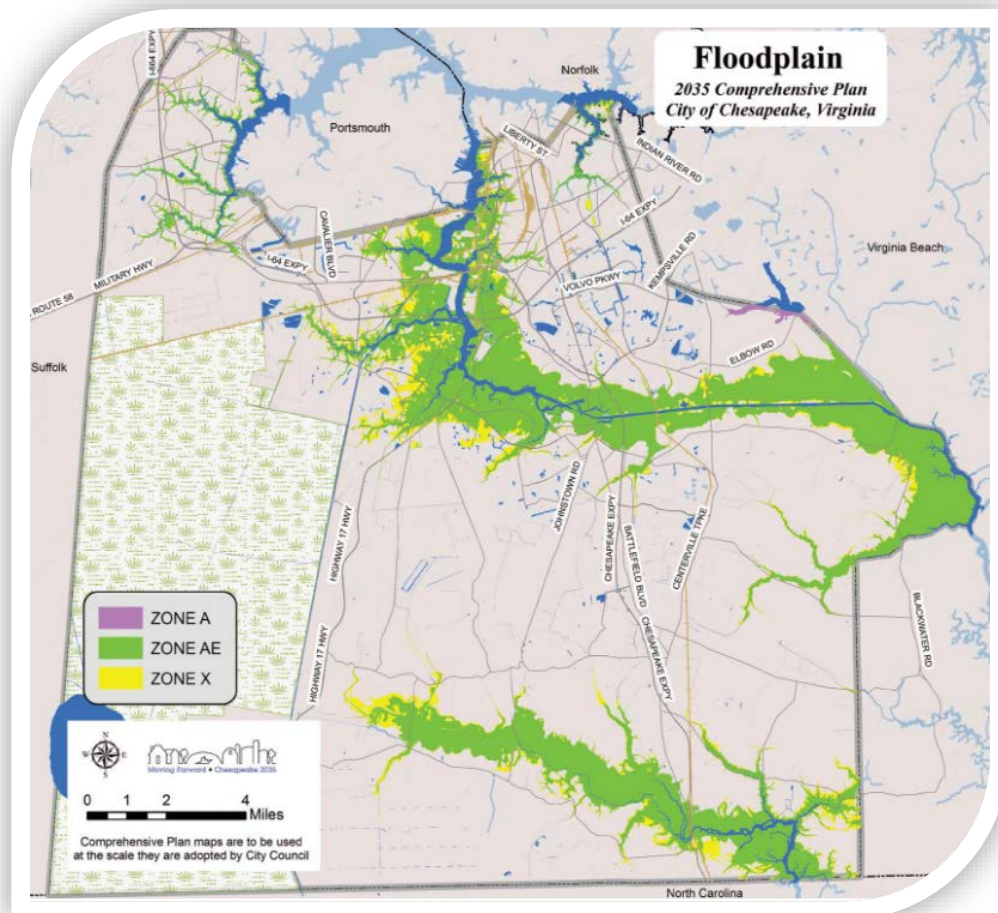 Floodplain
2035 Comprehensive Plan
City of Chesapeake, Virginia
I-664 EXPY
Norfolk
Portsmouth
LIBERTY ST.
INDIAN RIVER RD
CAVALIER BLVD
I-64 EXPY
I-64 EXPY
Virginia Beach
MILITARY HWY
ROUTE 58
VOLVO PKWY
KEMPSVILLE RD
Suffolk
ELBOW RD
HIGHWAY 17 HWY
JOHNSTOWN RD
CHESAPEAKE EXPY
BATTLEFIELD BLVD
CENTERVILLE TPKE
BLACKWATER RD
HIGHWAY 17 HWY
CHESAPEAKE EXPY
ZONE A
ZONE AE
ZONE X
N
W E
S
Moving Forward • Chesapeake 2035
0 1 2 4
Miles
Comprehensive Plan maps are to be used
at the scale they are adopted by City Council
North Carolina